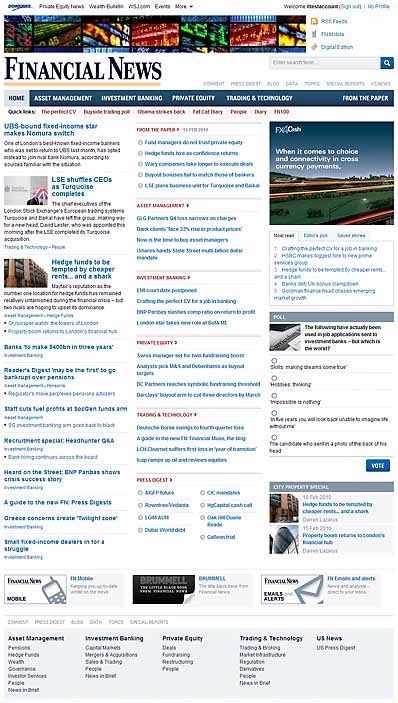 DOWJONES Private Equity News Wealth-Bulletin WSJ.com Events More Welcome ittestaccount (Sign out) | My Profile
RSS Feeds
FN Mobile
Digital Edition
FINANCIAL NEWS
Enter search term...
COMMENT PRESS DIGEST BLOG DATA TOPICS SPECIAL REPORTS US NEWS
HOME ASSET MANAGEMENT INVESTMENT BANKING PRIVATE EQUITY TRADING & TECHNOLOGY FROM THE PAPER
Quick links: The perfect CV Buyside trading poll Obama strikes back Fat Cat Diary People Diary FN100
UBS-bound fixed-income star
makes Nomura switch
One of London's best-known fixed-income bankers
who was set to return to UBS last month, has opted
instead to join rival bank Nomura, according to
sources familiar with the situation.
LSE shuffles CEOs
as Turquoise
completes
The chief executives of the
London Stock Exchange's European trading systems
Turquoise and Baikal have left the group, making way
for a new head, David Lester, who was appointed this
morning after the LSE completed its Turquoise
acquisition.
Trading & Technology • People
Hedge funds to be
tempted by cheaper
rents... and a shark
Mayfair's reputation as the
number one location for hedge funds has remained
relatively untarnished during the financial crisis – but
two rivals are hoping to upset its dominance
Asset Management • Hedge Funds
Skyscraper watch: the towers of London
Property boom returns to London's financial hub
Banks 'to make $400bn in three years'
Investment Banking
Reader's Digest 'may be the first' to go
bankrupt over pensions
Asset Management • Pensions
Regulator's move perplexes pensions advisers
Staff cuts fuel profits at SocGen funds arm
Asset Management
SG investment banking arm goes back to black
Recruitment special: Headhunter Q&A
Investment Banking
Bank hiring continues across the board
Heard on the Street: BNP Paribas shows
crisis success story
Investment Banking
A guide to the new FN: Press Digests
Greece concerns create 'Twilight zone'
Investment Banking
Small fixed-income dealers in for a
struggle
Investment Banking
FROM THE PAPER 15 FEB 2010
Fund managers do not trust private equity
Hedge funds hire as confidence returns
Wary companies take longer to execute deals
Buyout bonuses fail to match those of bankers
LSE plans business unit for Turquoise and Baikal
ASSET MANAGEMENT
GLG Partners Q4 loss narrows on charges
Bank clients 'face 33% rise in product prices'
Now is the time to buy asset managers
iShares hands State Street multi billion dollar
mandate
INVESTMENT BANKING
EMI court date postponed
Crafting the perfect CV for a job in banking
BNP Paribas slashes comp ratio on return to profit
London star takes new role at BofA ML
PRIVATE EQUITY
Swiss manager set for twin fundraising boost
Analysts pick M&S and Debenhams as buyout
targets
DC Partners reaches symbolic fundraising threshold
Barclays' buyout arm to cut three directors by March
TRADING & TECHNOLOGY
Deutsche Börse swings to fourth-quarter loss
A guide to the new FN: Financial Muse, the blog
LCH.Clearnet suffers first loss in 'year of transition'
Icap ramps up oil and reviews equities
PRESS DIGEST
AIGFP future
Rowntree/Vedanta
LGIM AUM
Dubai World debt
CIC mandates
HgCapital cash call
Oak Hill/Duane
Reade
Galleon trial
FX Cash
When it comes to choice
and connectivity in cross
currency payments,
Most read Editor's pick Saved stories
1. Crafting the perfect CV for a job in banking
2. HSBC makes biggest hire to new prime
services group
3. Hedge funds to be tempted by cheaper rents...
and a shark
4. Banks defy UK bonus clampdown
5. Goldman finance head chases emerging
market growth
POLL
The following have actually been
used in job applications sent to
investment banks – but which is
the worst?
'Skills: making dreams come true'
'Hobbies: thinking'
'Impossible is nothing'
'In five years you will look back unable to imagine life
without me'
The candidate who sent in a photo of the back of his
head
VOTE
CITY PROPERTY SPECIAL
16 Feb 2010
Hedge funds to be tempted by
cheaper rents... and a shark
Darren Lazarus
10 Feb 2010
Property boom returns to London's
financial hub
Darren Lazarus
FINANCIAL NEWS
MOBILE
FN Mobile
Keeping you up-to-date
whilst on the move
BRUMMELL
THE LITTLE BLACK BOOK
FROM FINANCIAL NEWS
BRUMMELL
The little black book from
Financial News
FINANCIAL NEWS
EMAILS AND
ALERTS
FN Emails and alerts
News and analysis –
direct to your inbox
COMMENT PRESS DIGEST BLOG DATA TOPICS SPECIAL REPORTS
Asset Management
Pensions
Hedge Funds
Wealth
Governance
Investor Services
People
News in Brief
Investment Banking
Capital Markets
Mergers & Acquisitions
Sales & Trading
People
News in Brief
Private Equity
Deals
Fundraising
Restructuring
People
Trading & Technology
Trading & Broking
Market Infrastructure
Regulation
Derivatives
People
News in Brief
US News
US Press Digest